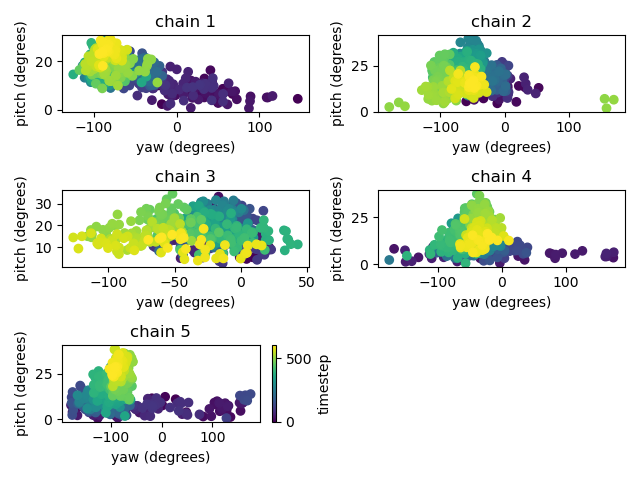 chain 1
pitch (degrees)
20
0
−100 0 100
yaw (degrees)
chain 2
pitch (degrees)
25
0
−100 0 100
yaw (degrees)
chain 3
pitch (degrees)
30
20
10
−100 −50 0 50
yaw (degrees)
chain 4
pitch (degrees)
25
0
−100 0 100
yaw (degrees)
chain 5
pitch (degrees)
25
0
−100 0 100
yaw (degrees)
500
0
timestep